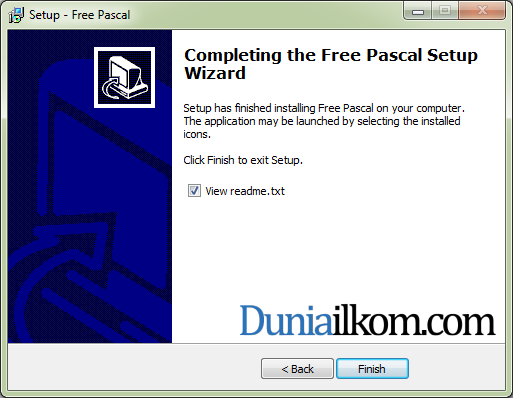 Setup - Free Pascal
Completing the Free Pascal Setup
Wizard
Setup has finished installing Free Pascal on your computer.
The application may be launched by selecting the installed
icons.
Click Finish to exit Setup.
View readme.txt
Duniailkom.com
< Back
Finish